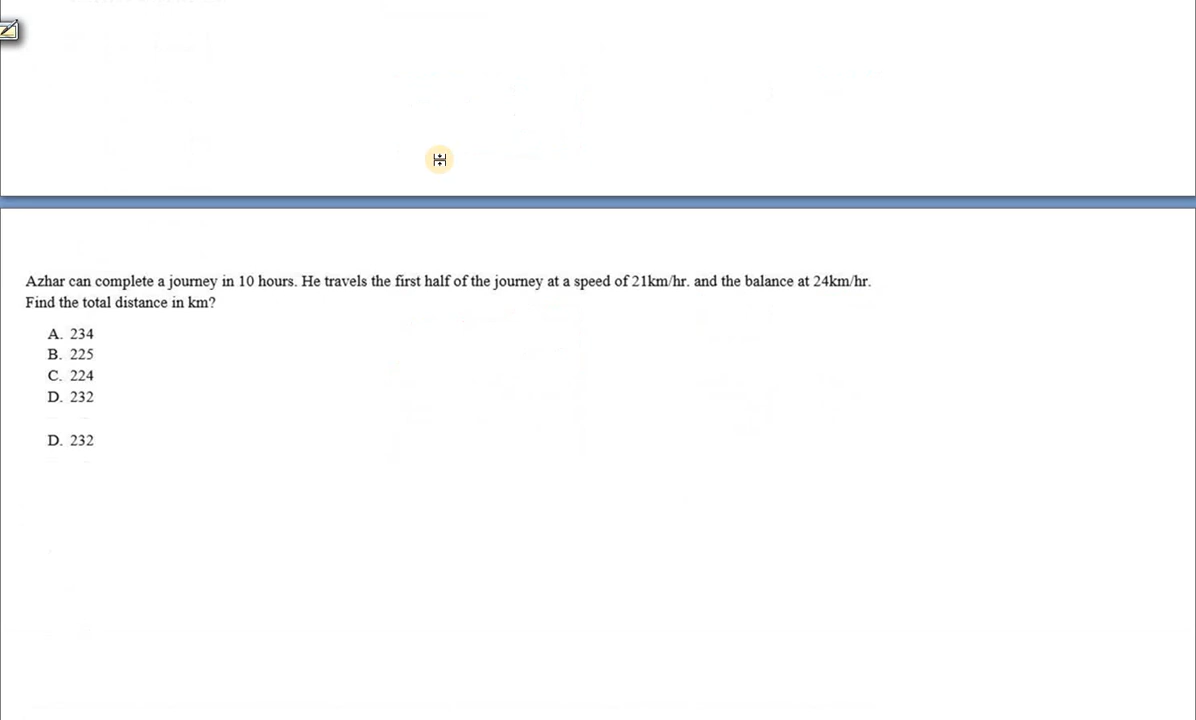 Azhar can complete a journey in 10 hours. He travels the first half of the journey at a speed of 21km/hr. and the balance at 24km/hr.
Find the total distance in km?
A. 234
B. 225
C. 224
D. 232
D. 232